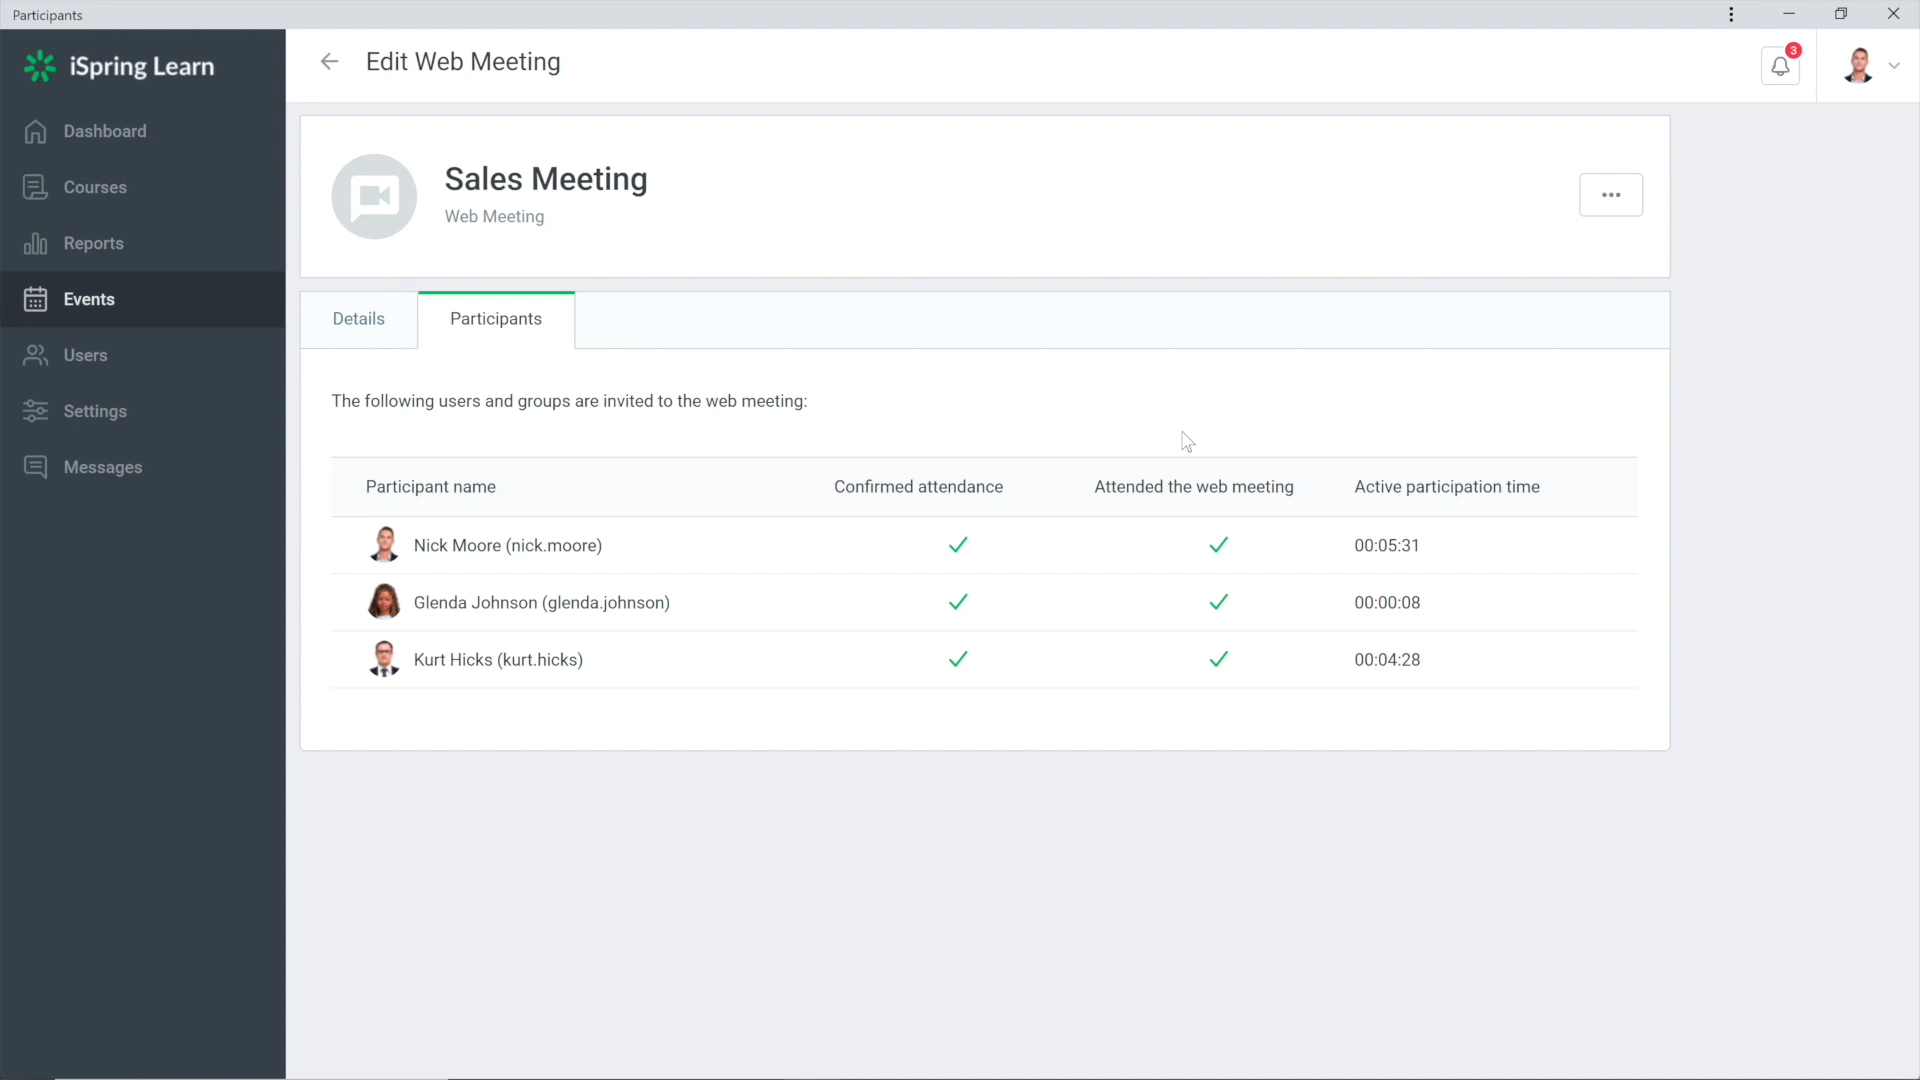 Participants
iSpring Learn
Edit Web Meeting
3
Dashboard
Courses
Reports
Events
Users
Settings
Messages
Sales Meeting
Web Meeting
Details
Participants
The following users and groups are invited to the web meeting:
Participant name Confirmed attendance Attended the web meeting Active participation time
Nick Moore (nick.moore) 00:05:31
Glenda Johnson (glenda.johnson) 00:00:08
Kurt Hicks (kurt.hicks) 00:04:28